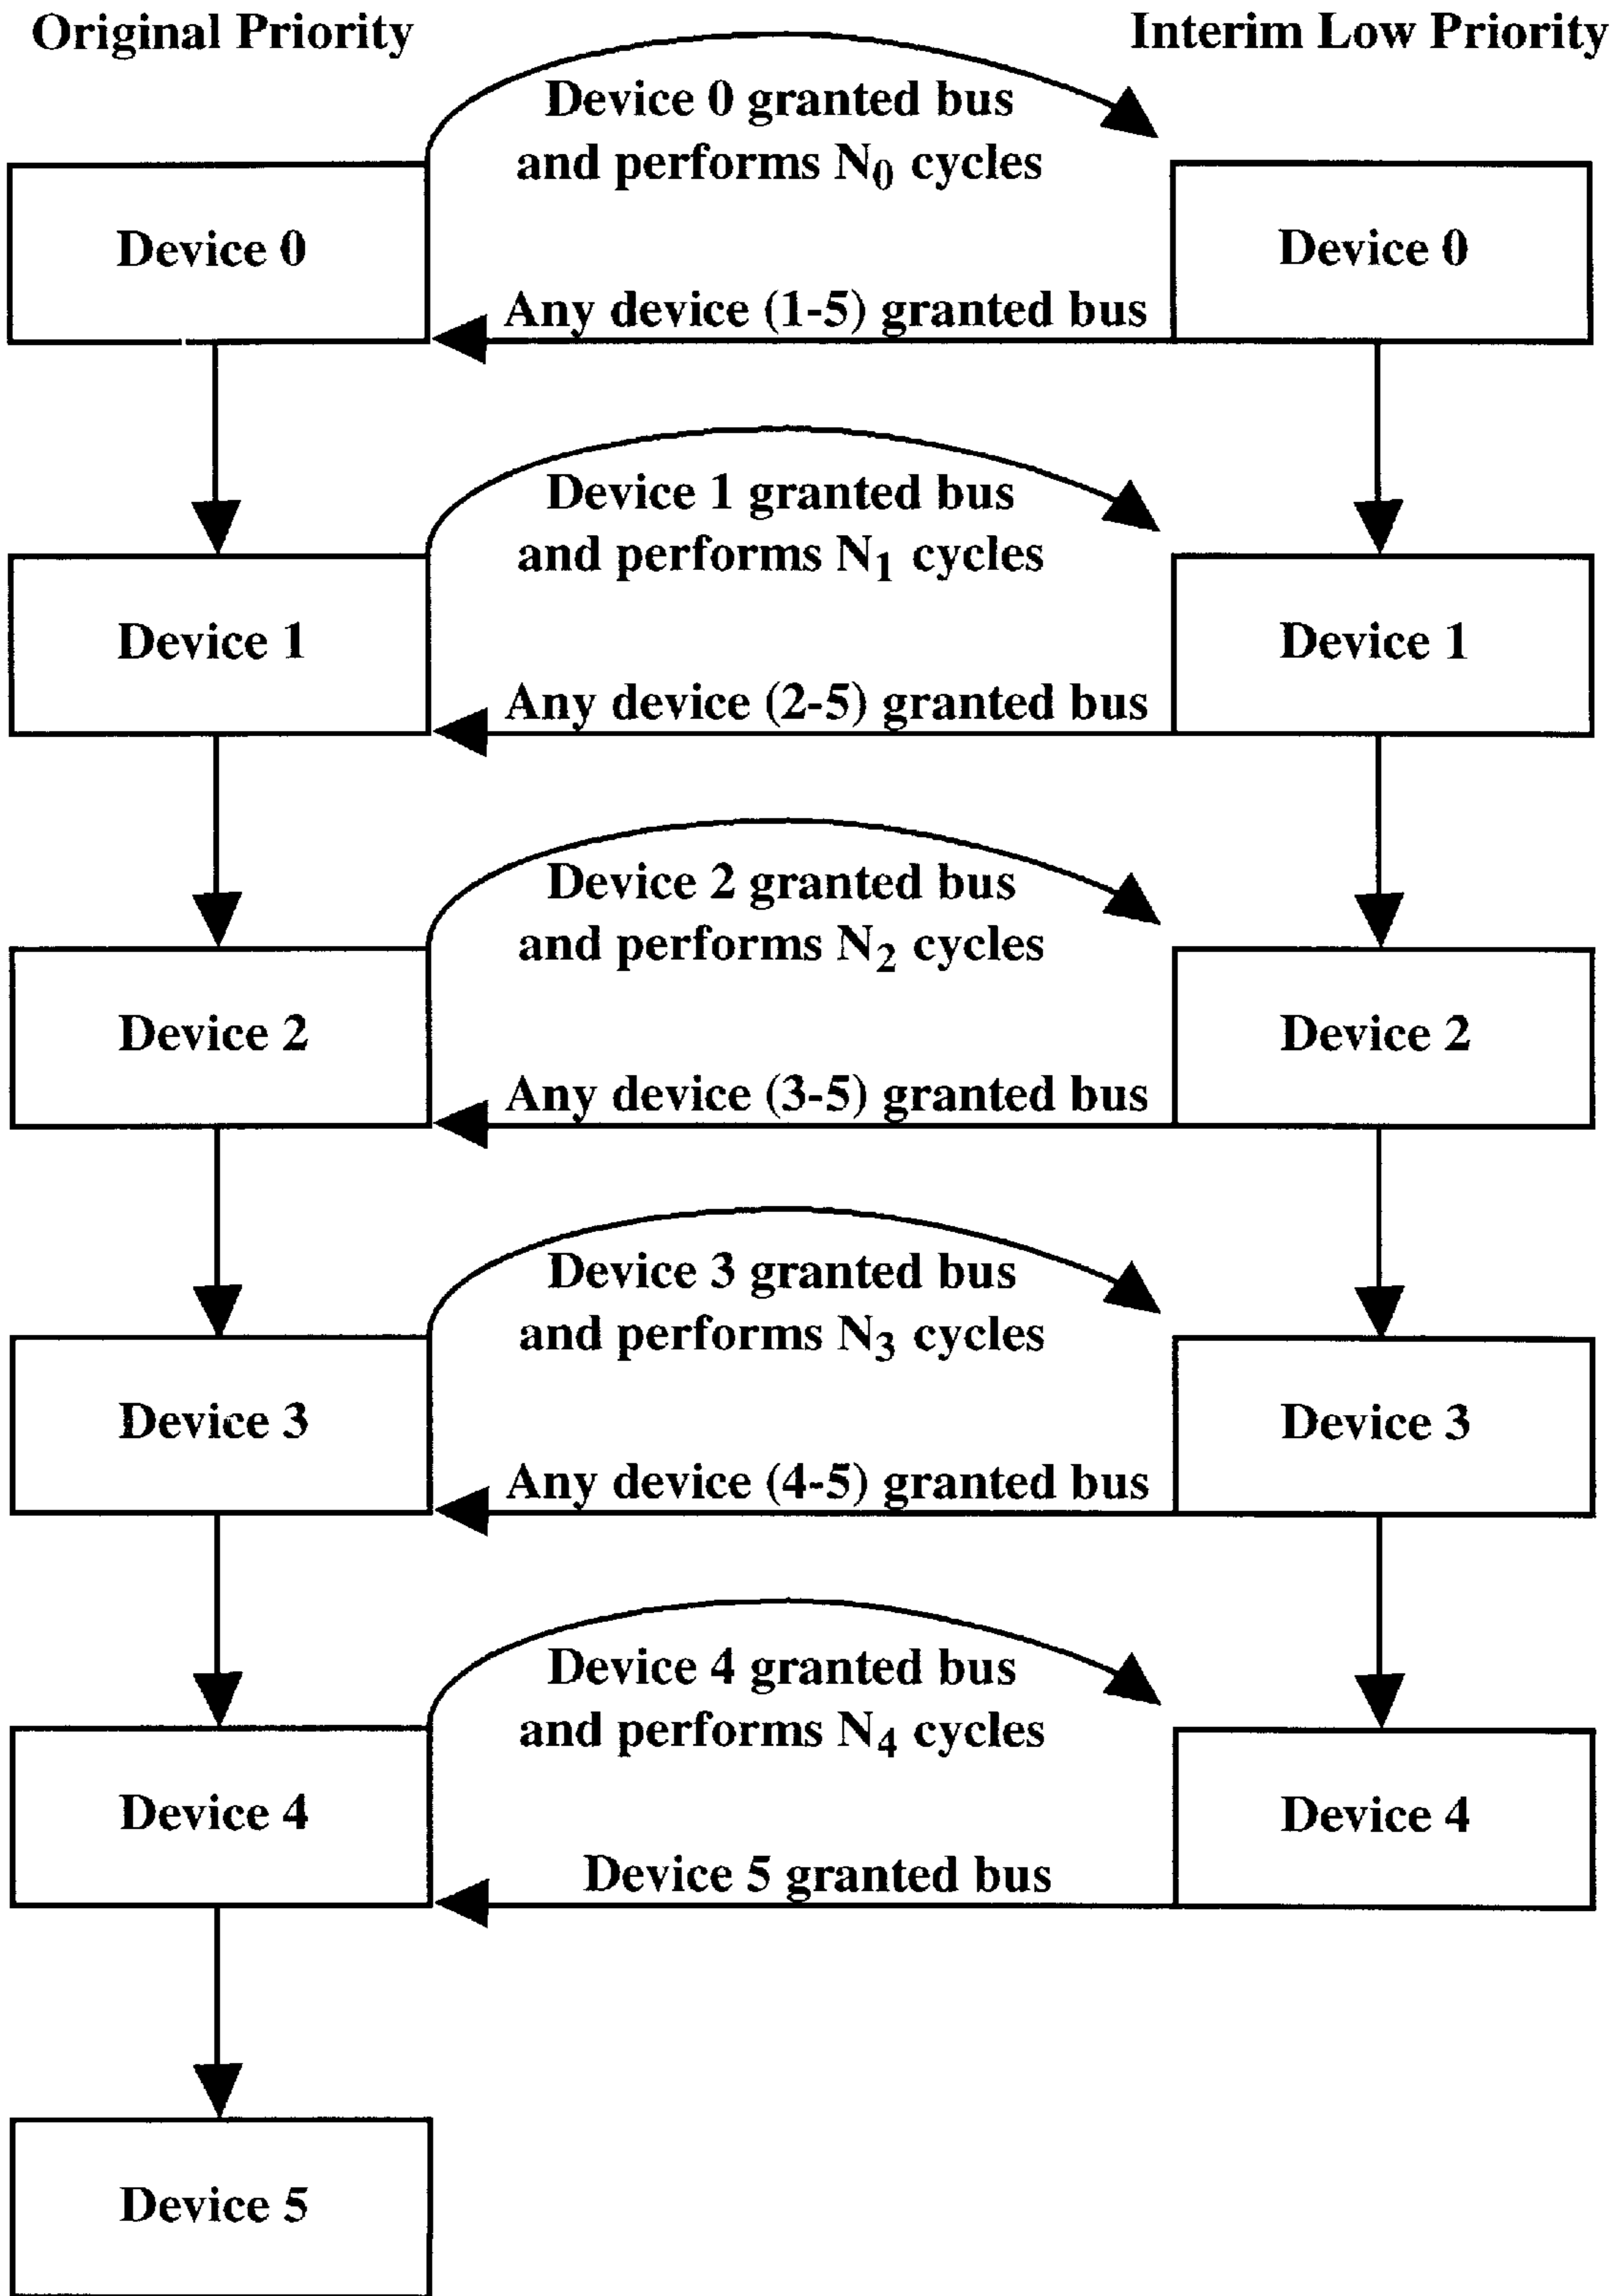 Original Priority
Interim Low Priority
Device 0 granted bus
and performs N₀ cycles
Device 0
Device 0
Any device (1-5) granted bus
Device 1 granted bus
and performs N₁ cycles
Device 1
Device 1
Any device (2-5) granted bus
Device 2 granted bus
and performs N₂ cycles
Device 2
Device 2
Any device (3-5) granted bus
Device 3 granted bus
and performs N₃ cycles
Device 3
Device 3
Any device (4-5) granted bus
Device 4 granted bus
and performs N₄ cycles
Device 4
Device 4
Device 5 granted bus
Device 5